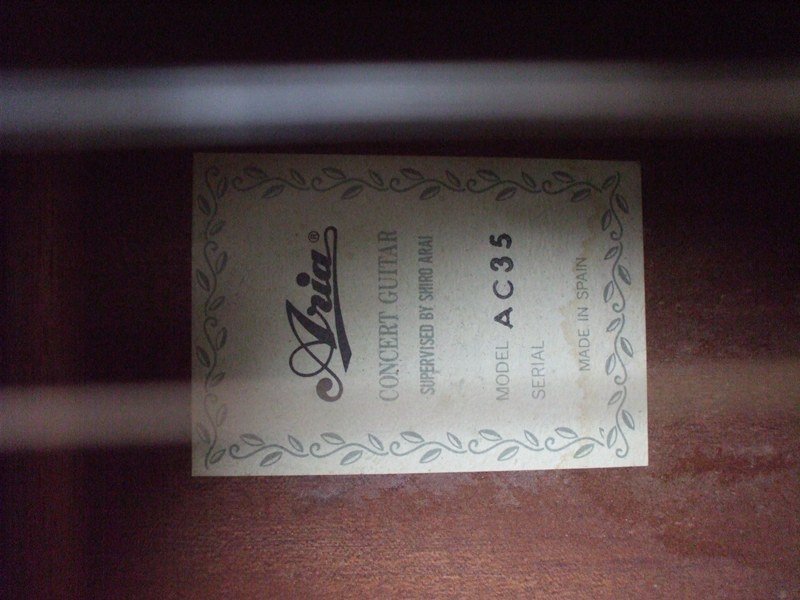 Aria®
CONCERT GUITAR
SUPERVISED BY SHIRO ARAI
MODEL AC35
SERIAL
MADE IN SPAIN